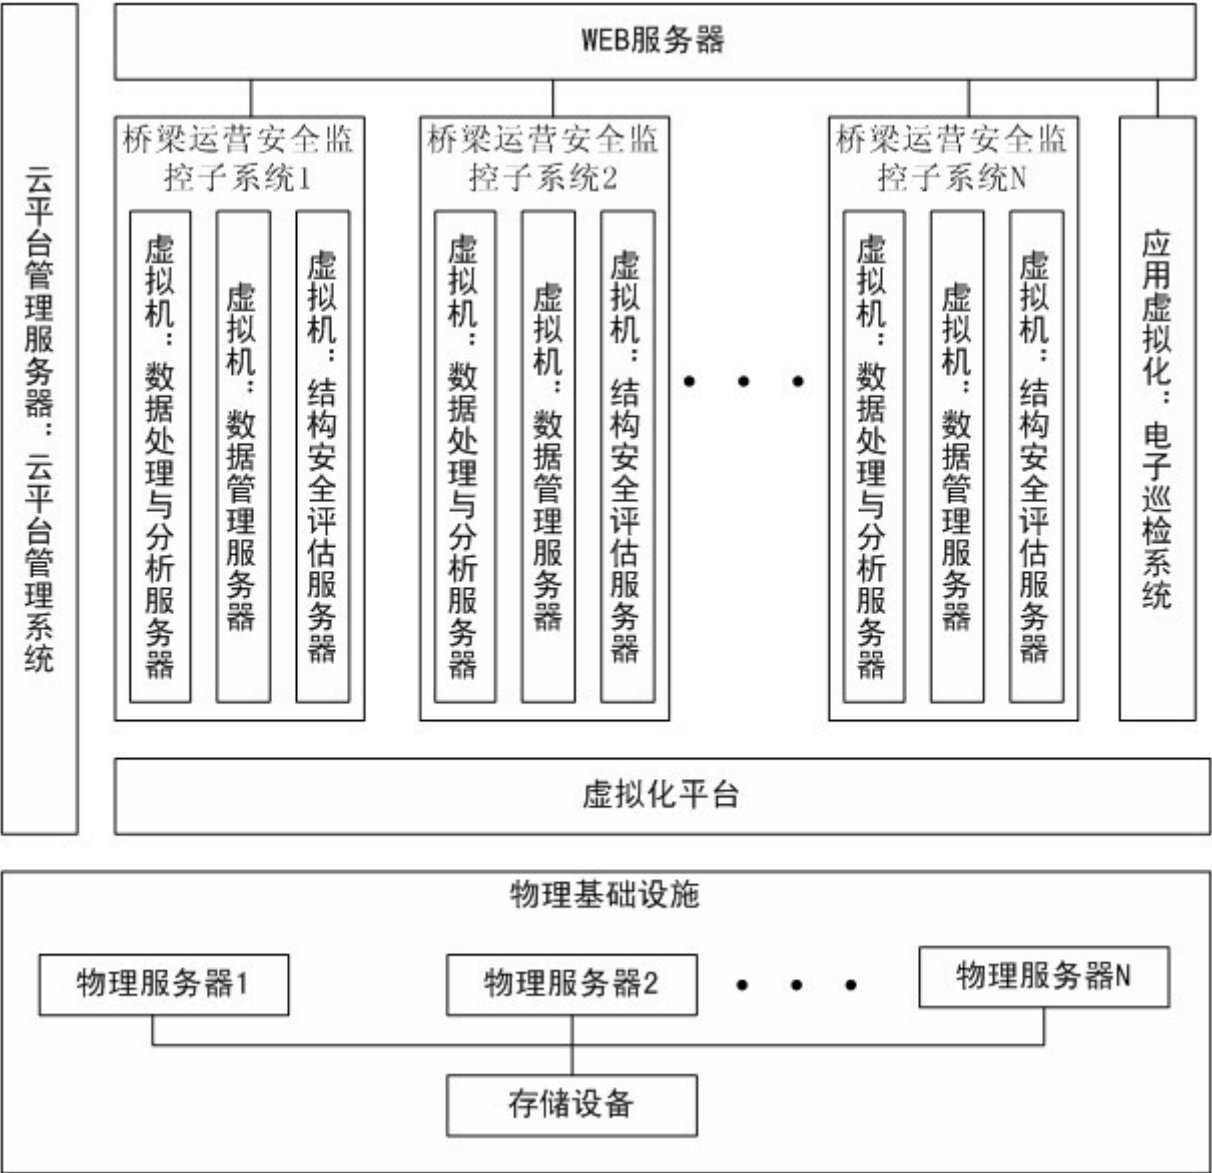 WEB服务器
云平台管理服务器：云平台管理系统
桥梁运营安全监
控子系统1
虚拟机：数据处理与分析服务器
虚拟机：数据管理服务器
虚拟机：结构安全评估服务器
桥梁运营安全监
控子系统2
虚拟机：数据处理与分析服务器
虚拟机：数据管理服务器
虚拟机：结构安全评估服务器
桥梁运营安全监
控子系统N
虚拟机：数据处理与分析服务器
虚拟机：数据管理服务器
虚拟机：结构安全评估服务器
应用虚拟化：电子巡检系统
虚拟化平台
物理基础设施
物理服务器1
物理服务器2
物理服务器N
存储设备